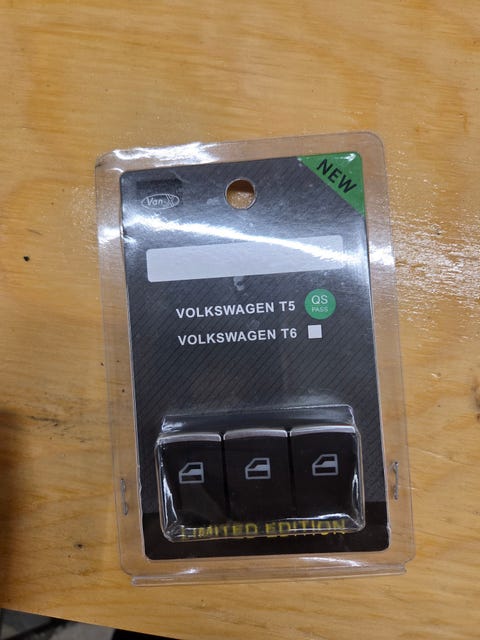 NEW
Van X
VOLKSWAGEN T5
QS
PASS
VOLKSWAGEN T6
LIMITED EDITION